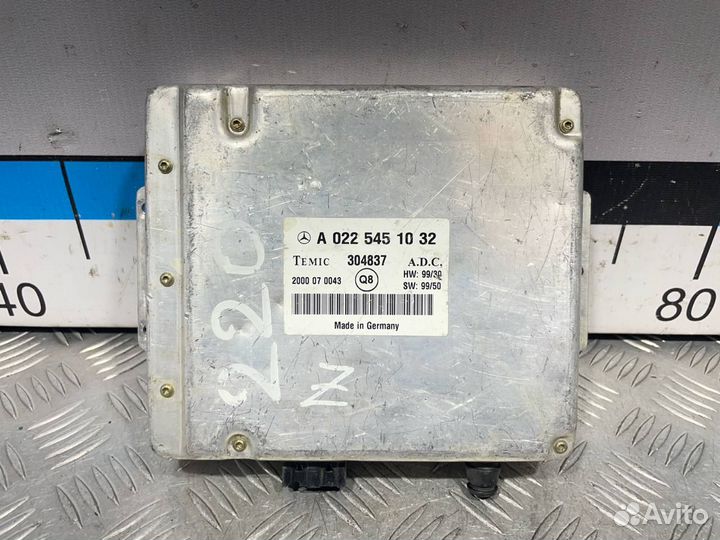 A 022 545 10 32
TEMIC 304837 A.D.C.
2000 07 0043 Q8 HW: 99/30
SW: 99/50
Made in Germany
220
N
40
80
Avito